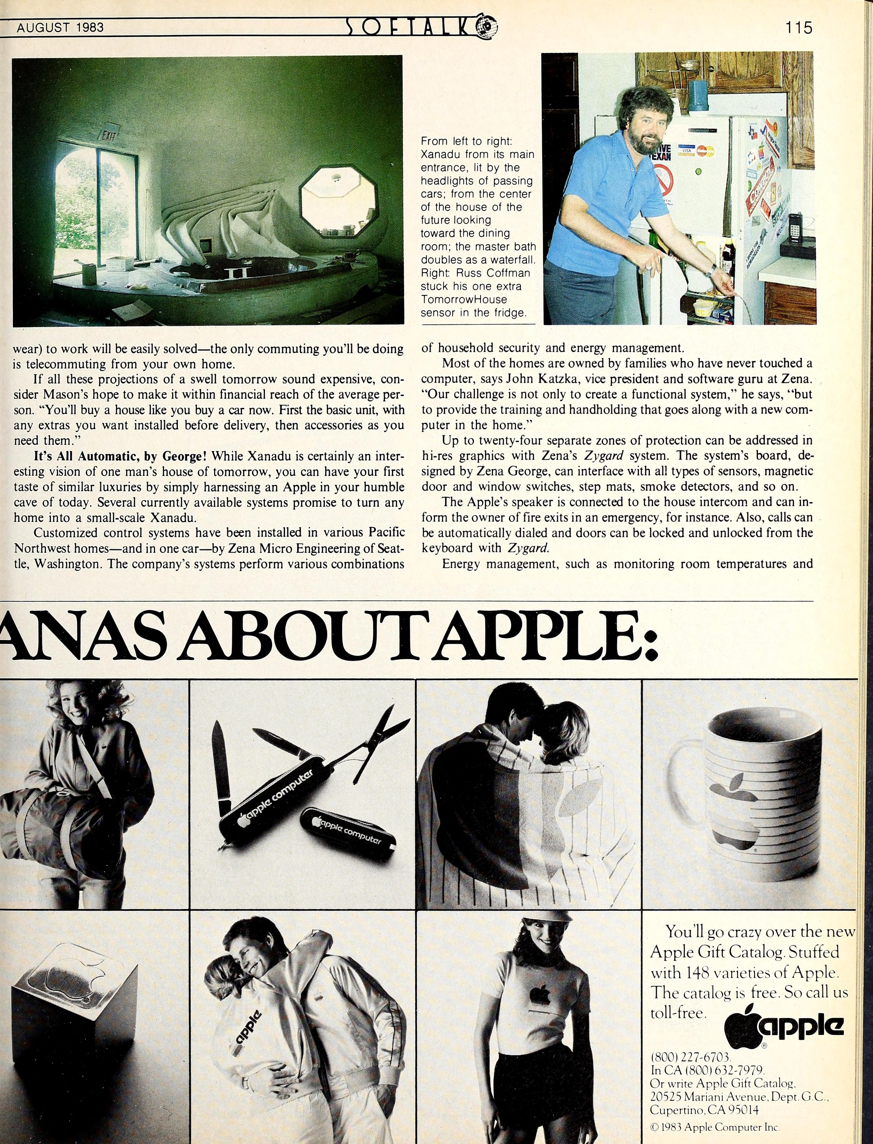 AUGUST 1983
SOFTALK
115
EXIT
From left to right:
Xanadu from its main
entrance, lit by the
headlights of passing
cars; from the center
of the house of the
future looking
toward the dining
room; the master bath
doubles as a waterfall.
Right: Russ Coffman
stuck his one extra
TomorrowHouse
sensor in the fridge.
VISA
wear) to work will be easily solved—the only commuting you'll be doing
is telecommuting from your own home.
If all these projections of a swell tomorrow sound expensive, con-
sider Mason's hope to make it within financial reach of the average per-
son. “You'll buy a house like you buy a car now. First the basic unit, with
any extras you want installed before delivery, then accessories as you
need them.”
It's All Automatic, by George! While Xanadu is certainly an inter-
esting vision of one man's house of tomorrow, you can have your first
taste of similar luxuries by simply harnessing an Apple in your humble
cave of today. Several currently available systems promise to turn any
home into a small-scale Xanadu.
Customized control systems have been installed in various Pacific
Northwest homes—and in one car—by Zena Micro Engineering of Seat-
tle, Washington. The company's systems perform various combinations
of household security and energy management.
Most of the homes are owned by families who have never touched a
computer, says John Katzka, vice president and software guru at Zena.
“Our challenge is not only to create a functional system,” he says, “but
to provide the training and handholding that goes along with a new com-
puter in the home.”
Up to twenty-four separate zones of protection can be addressed in
hi-res graphics with Zena's Zygard system. The system's board, de-
signed by Zena George, can interface with all types of sensors, magnetic
door and window switches, step mats, smoke detectors, and so on.
The Apple's speaker is connected to the house intercom and can in-
form the owner of fire exits in an emergency, for instance. Also, calls can
be automatically dialed and doors can be locked and unlocked from the
keyboard with Zygard.
Energy management, such as monitoring room temperatures and
ANAS ABOUT APPLE:
apple computer
apple computer
apple
You'll go crazy over the new
Apple Gift Catalog. Stuffed
with 148 varieties of Apple.
The catalog is free. So call us
toll-free.
apple
(800) 227-6703.
In CA (800) 632-7979.
Or write Apple Gift Catalog,
20525 Mariani Avenue, Dept. G.C.,
Cupertino, CA 95014
© 1983 Apple Computer Inc.